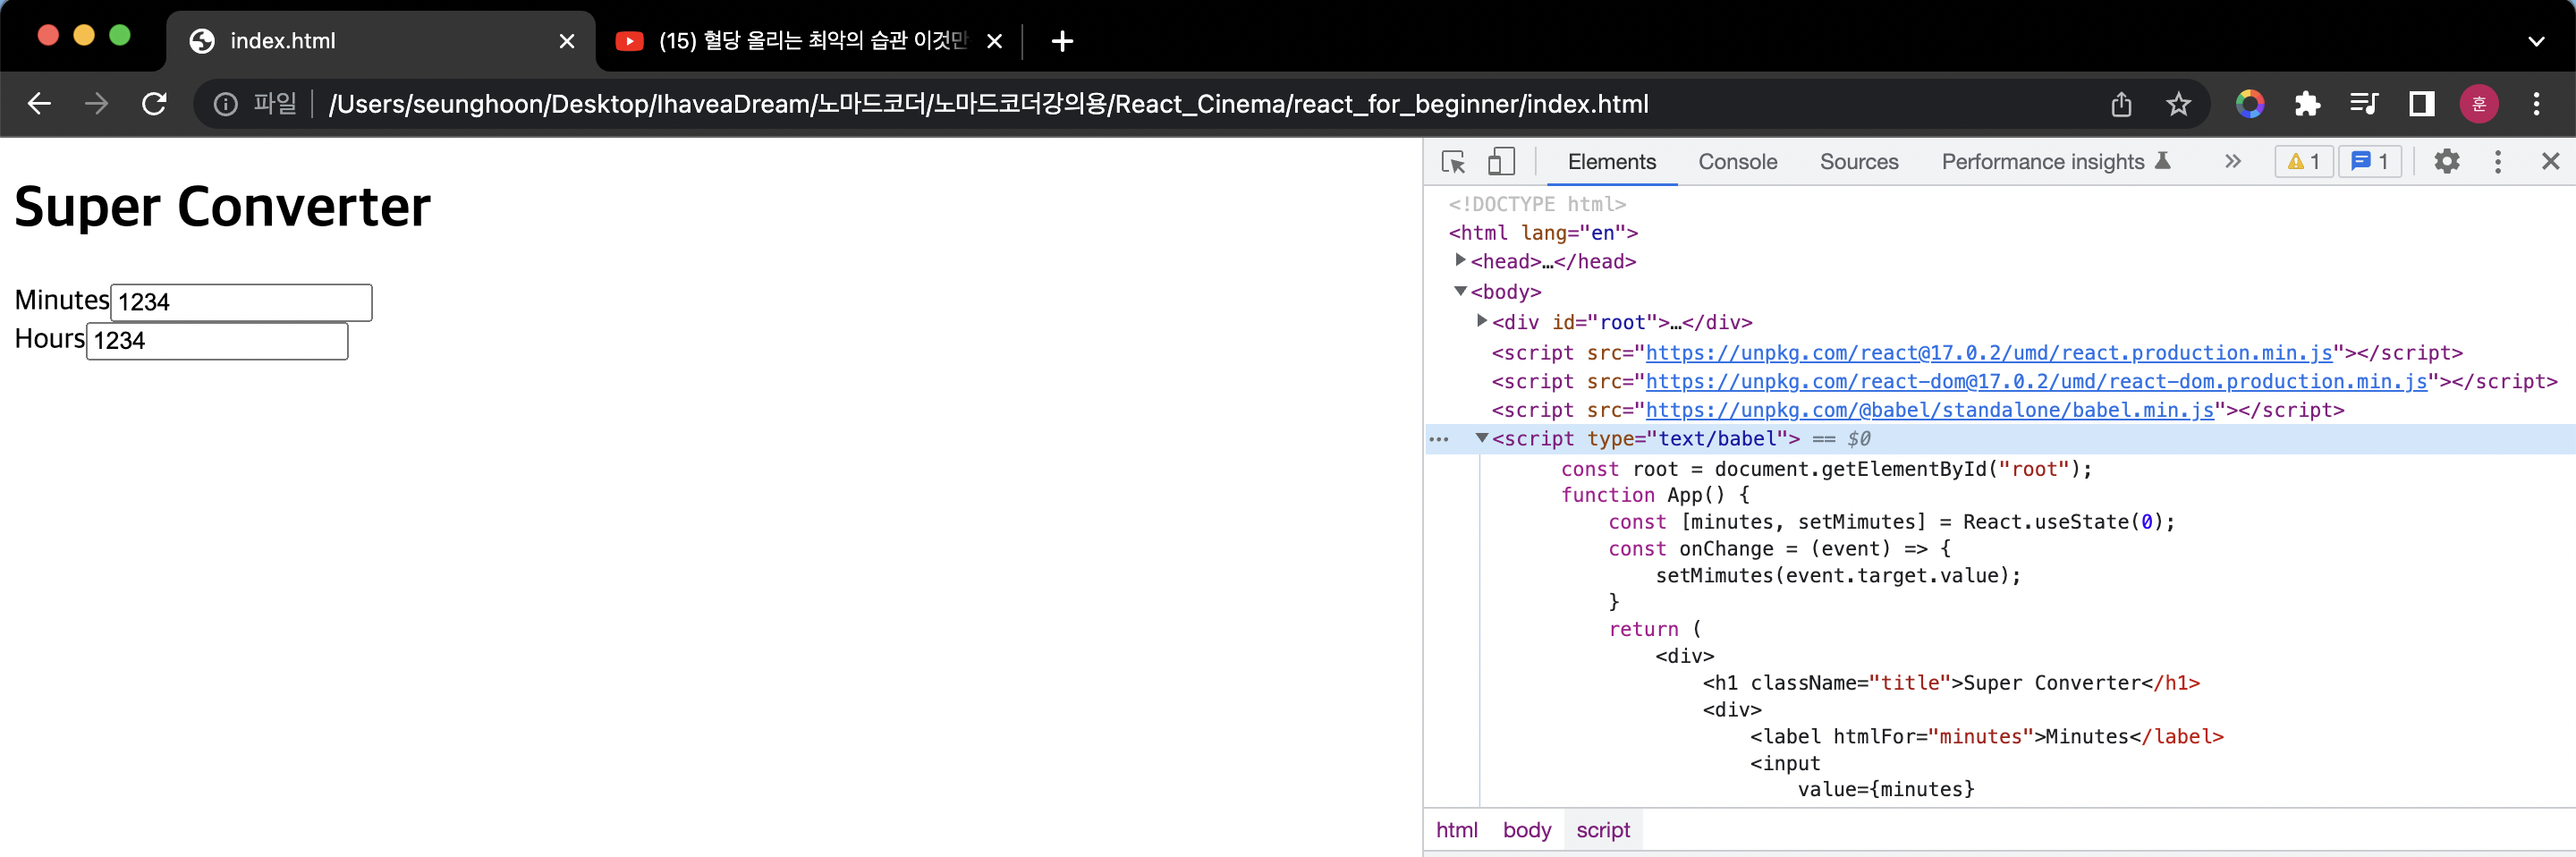 index.html
(15) 혈당 올리는 최악의 습관 이것만
파일 /Users/seunghoon/Desktop/IhaveaDream/노마드코더/노마드코더강의용/React_Cinema/react_for_beginner/index.html
훈
Super Converter
Minutes 1234
Hours 1234
Elements Console Sources Performance insights 1 1
<!DOCTYPE html>
<html lang="en">
<head>…</head>
<body>
<div id="root">…</div>
<script src="https://unpkg.com/react@17.0.2/umd/react.production.min.js"></script>
<script src="https://unpkg.com/react-dom@17.0.2/umd/react-dom.production.min.js"></script>
<script src="https://unpkg.com/@babel/standalone/babel.min.js"></script>
<script type="text/babel"> == $0
const root = document.getElementById("root");
function App() {
const [minutes, setMimutes] = React.useState(0);
const onChange = (event) => {
setMimutes(event.target.value);
}
return (
<div>
<h1 className="title">Super Converter</h1>
<div>
<label htmlFor="minutes">Minutes</label>
<input
value={minutes}
html body script